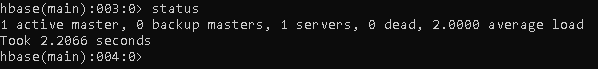 hbase(main):003:0> status
1 active master, 0 backup masters, 1 servers, 0 dead, 2.0000 average load
Took 2.2066 seconds
hbase(main):004:0>